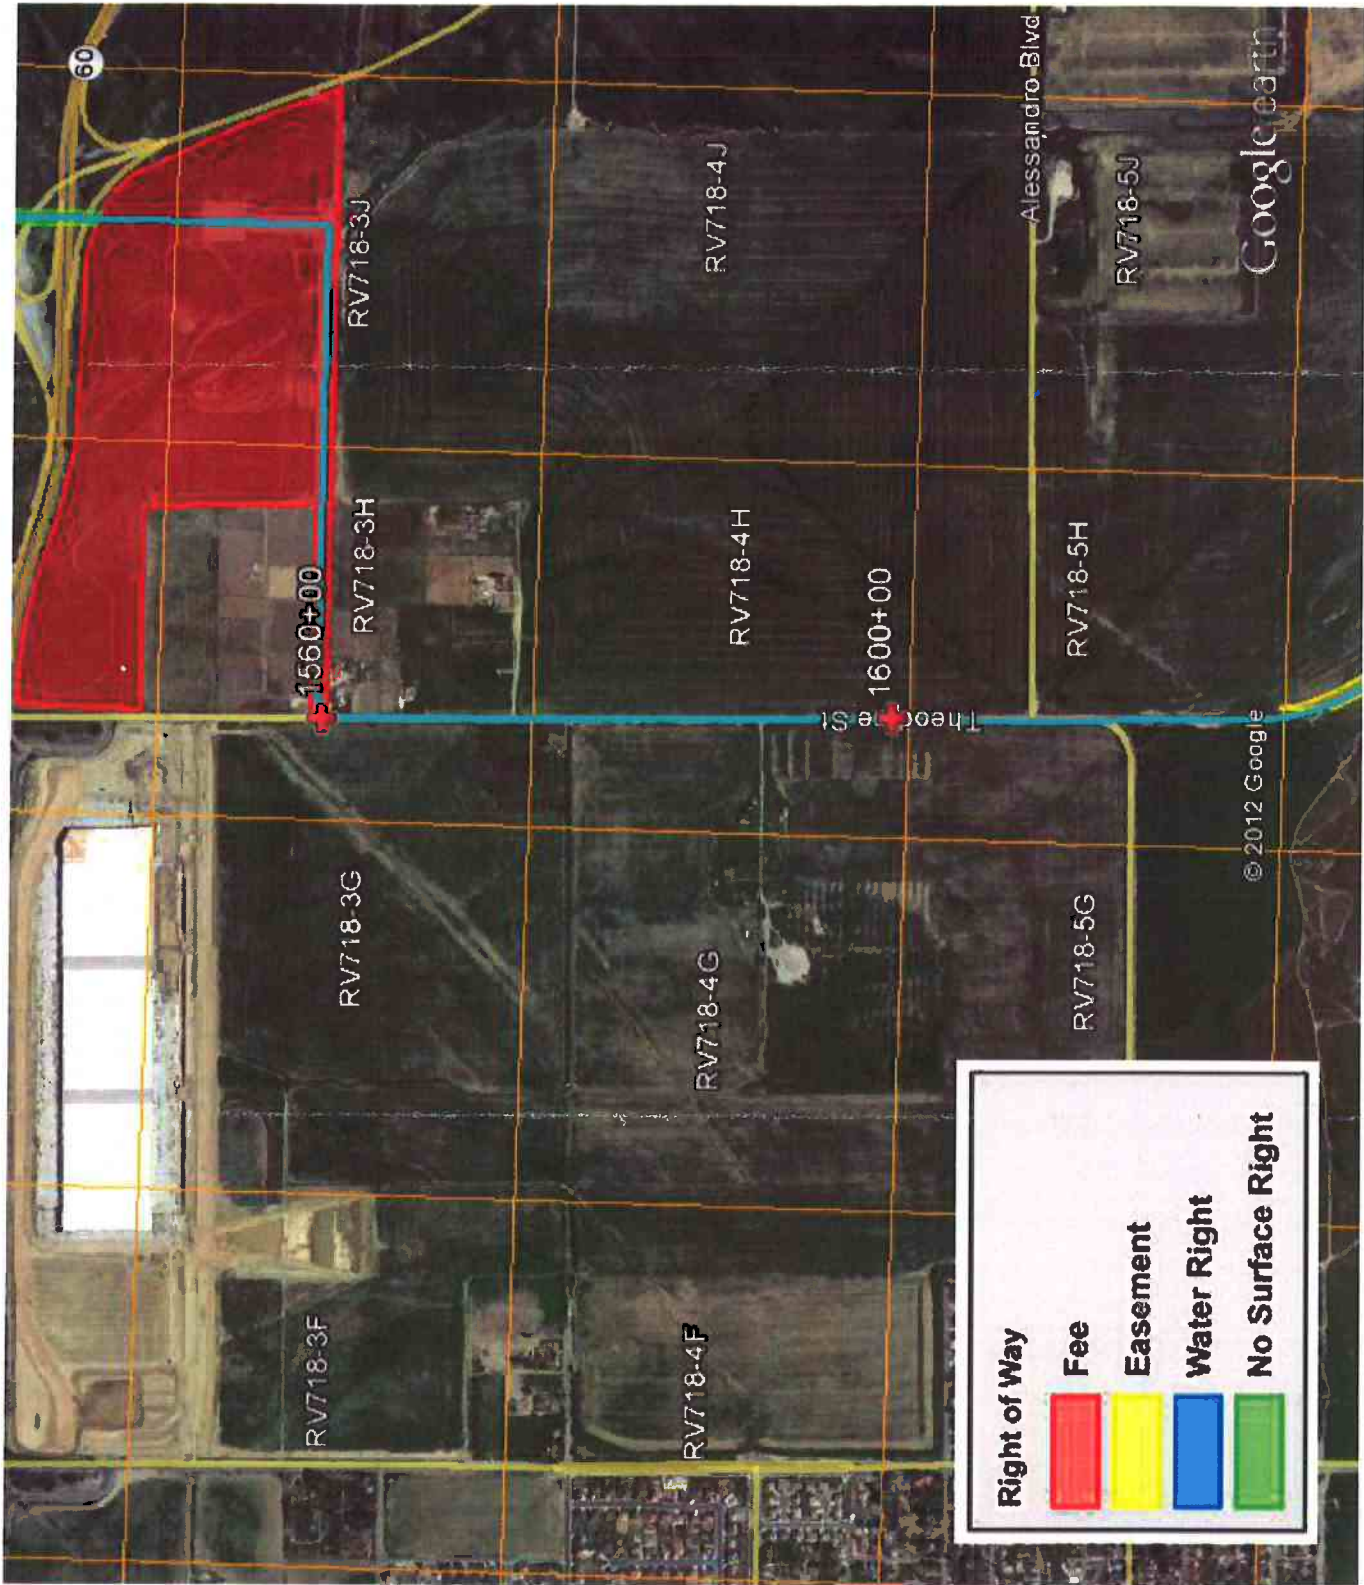 60
Alessandro Blvd
RV718-3J
RV718-4J
RV718-5J
Google earth
1560+00
RV718-3H
RV718-4H
1600+00
RV718-5H
Theodore St
© 2012 Google
RV718-3G
RV718-4G
RV718-5G
RV718-3F
RV718-4F
Right of Way
Fee
Easement
Water Right
No Surface Right